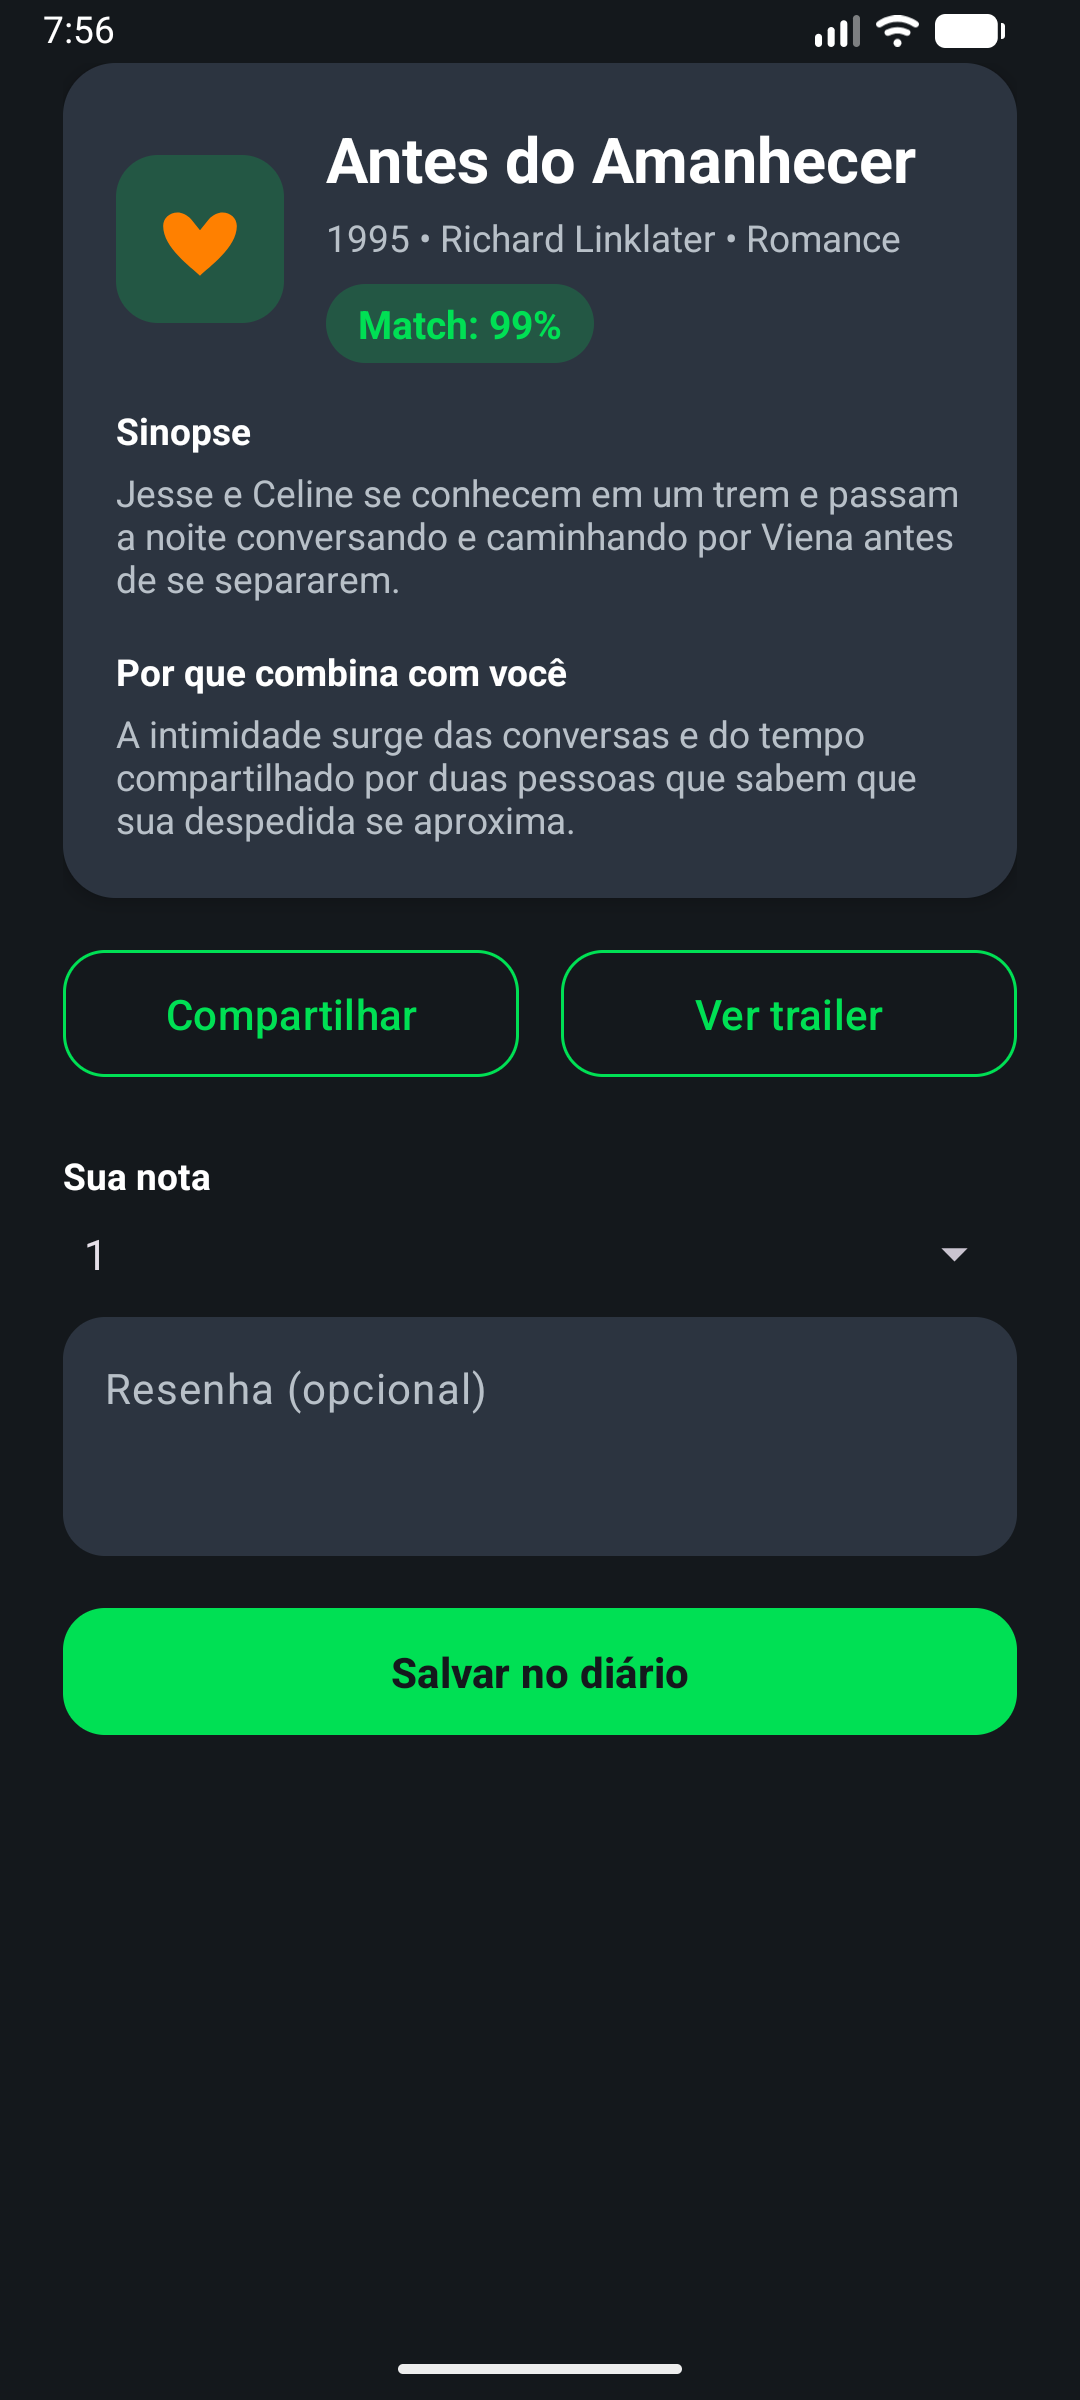 7:56
Antes do Amanhecer
1995 • Richard Linklater • Romance
Match: 99%
Sinopse
Jesse e Celine se conhecem em um trem e passam
a noite conversando e caminhando por Viena antes
de se separarem.
Por que combina com você
A intimidade surge das conversas e do tempo
compartilhado por duas pessoas que sabem que
sua despedida se aproxima.
Compartilhar
Ver trailer
Sua nota
1
Resenha (opcional)
Salvar no diário